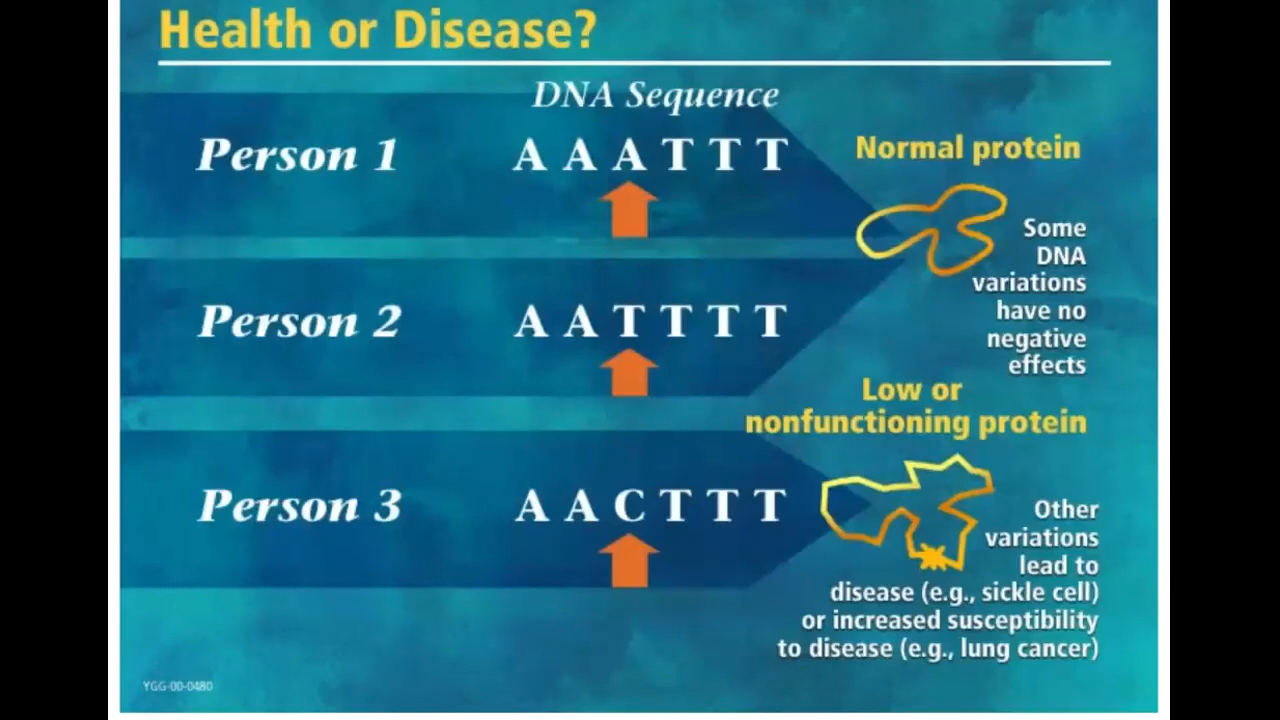 Health or Disease?
DNA Sequence
Person 1
A A A T T T
Normal protein
Some
DNA
variations
have no
negative
effects
Person 2
A A T T T T
Low or
nonfunctioning protein
Person 3
A A C T T T
Other
variations
lead to
disease (e.g., sickle cell)
or increased susceptibility
to disease (e.g., lung cancer)
YGG-00-0480